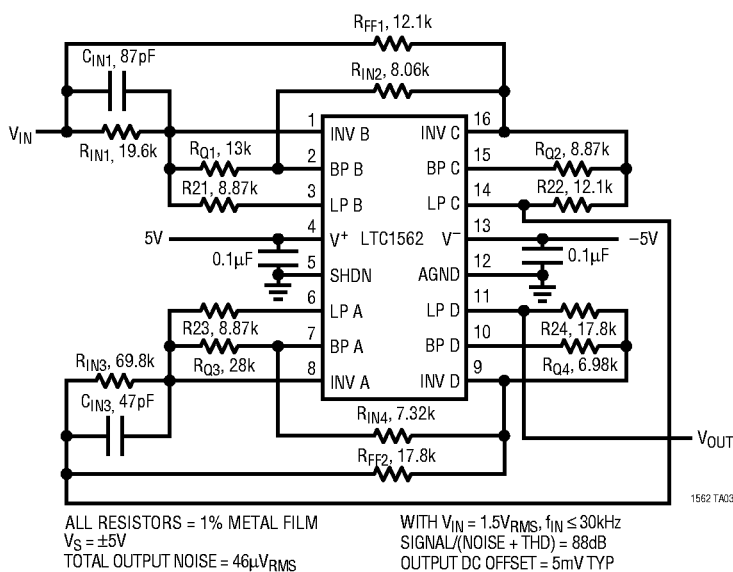 RFF1, 12.1k
CIN1, 87pF
RIN2, 8.06k
VIN
RIN1, 19.6k
1 INV B INV C 16
RQ1, 13k
2 BP B BP C 15
RQ2, 8.87k
R21, 8.87k
3 LP B LP C 14
R22, 12.1k
5V
4 V+ LTC1562 V− 13
−5V
0.1µF
5 SHDN AGND 12
0.1µF
6 LP A LP D 11
R23, 8.87k
R24, 17.8k
7 BP A BP D 10
RIN3, 69.8k
RQ3, 28k
RQ4, 6.98k
8 INV A INV D 9
CIN3, 47pF
RIN4, 7.32k
VOUT
RFF2, 17.8k
1562 TA03
ALL RESISTORS = 1% METAL FILM
VS = ±5V
TOTAL OUTPUT NOISE = 46µVRMS
WITH VIN = 1.5VRMS, fIN ≤ 30kHz
SIGNAL/(NOISE + THD) = 88dB
OUTPUT DC OFFSET = 5mV TYP